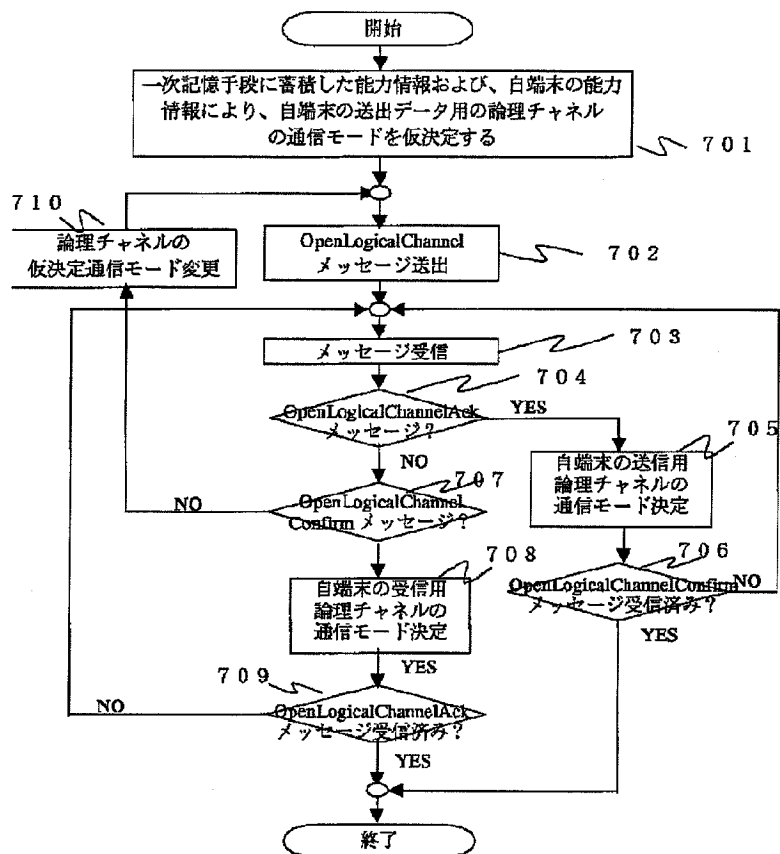 開始
一次記憶手段に蓄積した能力情報および、自端末の能力
情報により、自端末の送出データ用の論理チャネル
の通信モードを仮決定する
701
710
論理チャネルの
仮決定通信モード変更
OpenLogicalChannel
メッセージ送出
702
メッセージ受信
703
704
OpenLogicalChannelAck
メッセージ?
YES
NO
705
自端末の送信用
論理チャネルの
通信モード決定
707
OpenLogicalChannel
Confirm メッセージ?
NO
706
OpenLogicalChannelConfirm
メッセージ受信済み?
NO
YES
708
自端末の受信用
論理チャネルの
通信モード決定
YES
709
OpenLogicalChannelAck
メッセージ受信済み?
NO
YES
終了